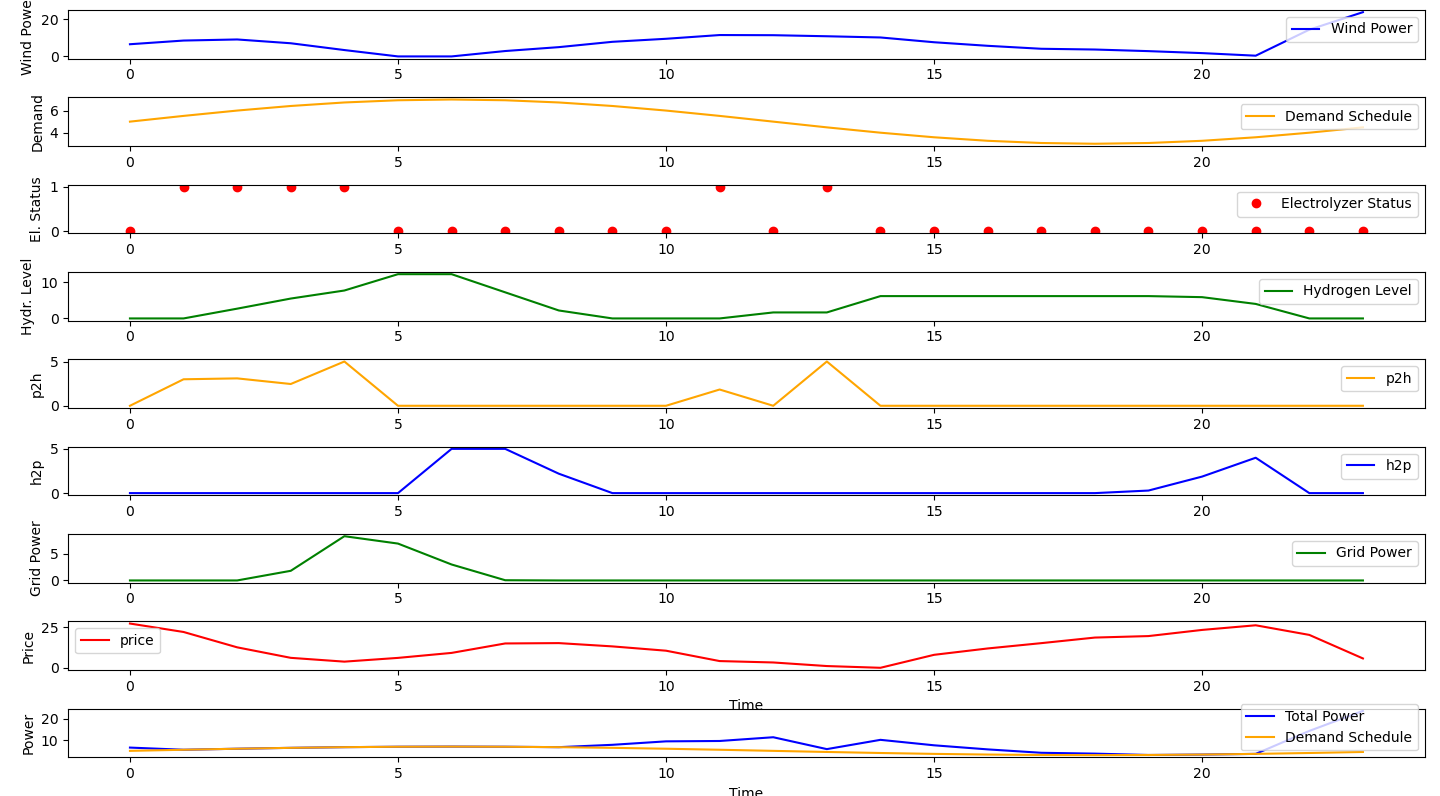 Wind Powe
20
0
Wind Power
0 5 10 15 20
Demand
6
4
Demand Schedule
0 5 10 15 20
El. Status
1
0
Electrolyzer Status
0 5 10 15 20
Hydr. Level
10
0
Hydrogen Level
0 5 10 15 20
p2h
5
0
p2h
0 5 10 15 20
h2p
5
0
h2p
0 5 10 15 20
Grid Power
5
0
Grid Power
0 5 10 15 20
Price
25
0
price
0 5 10 15 20
Time
Power
20
10
Total Power
Demand Schedule
0 5 10 15 20
Time